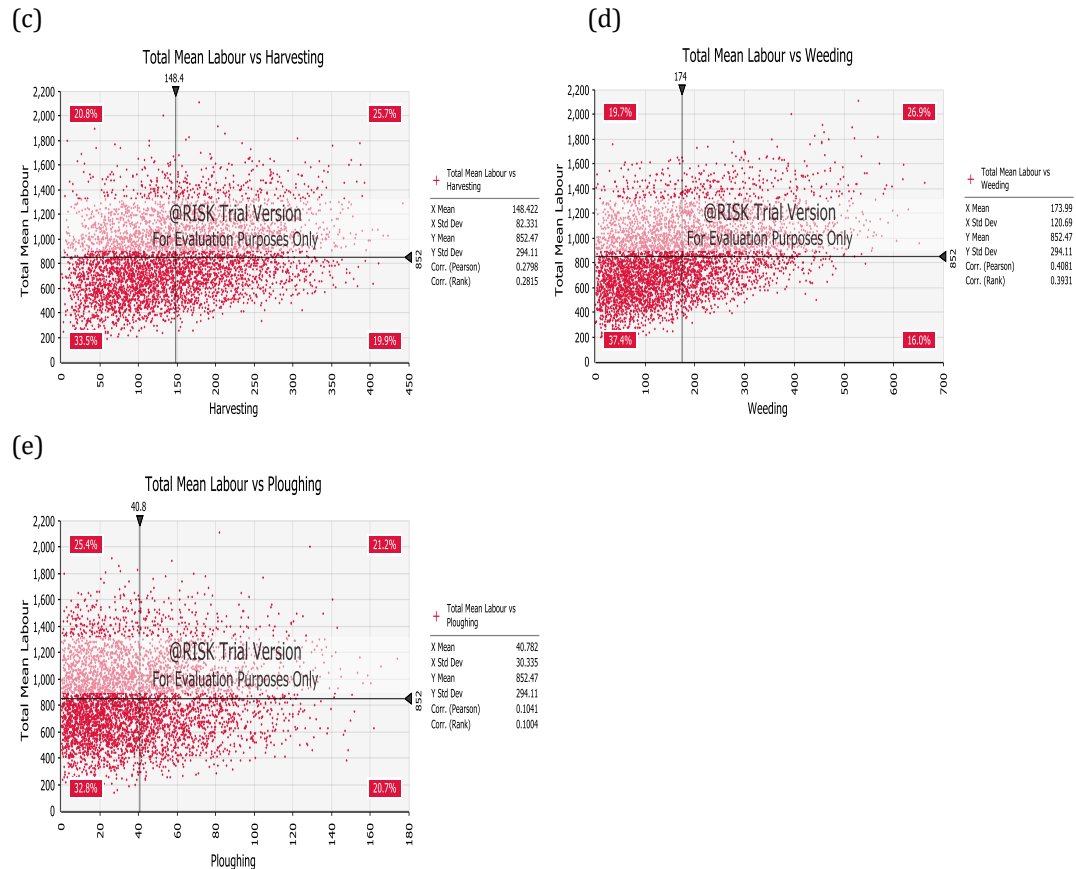 (c)
Total Mean Labour vs Harvesting
148.4
2,200
2,000
1,800
1,600
1,400
1,200
1,000
800
600
400
200
0
Total Mean Labour
20.8%
25.7%
@RISK Trial Version
For Evaluation Purposes Only
33.5%
19.9%
852
0 50 100 150 200 250 300 350 400 450
Harvesting
Total Mean Labour vs
Harvesting
X Mean 148.422
X Std Dev 82.331
Y Mean 852.47
Y Std Dev 294.11
Corr. (Pearson) 0.2798
Corr. (Rank) 0.2815
(d)
Total Mean Labour vs Weeding
174
2,200
2,000
1,800
1,600
1,400
1,200
1,000
800
600
400
200
0
Total Mean Labour
19.7%
26.9%
@RISK Trial Version
For Evaluation Purposes Only
37.4%
16.0%
852
0 100 200 300 400 500 600 700
Weeding
Total Mean Labour vs
Weeding
X Mean 173.99
X Std Dev 120.69
Y Mean 852.47
Y Std Dev 294.11
Corr. (Pearson) 0.4081
Corr. (Rank) 0.3931
(e)
Total Mean Labour vs Ploughing
40.8
2,200
2,000
1,800
1,600
1,400
1,200
1,000
800
600
400
200
0
Total Mean Labour
25.4%
21.2%
@RISK Trial Version
For Evaluation Purposes Only
32.8%
20.7%
852
0 20 40 60 80 100 120 140 160 180
Ploughing
Total Mean Labour vs
Ploughing
X Mean 40.782
X Std Dev 30.335
Y Mean 852.47
Y Std Dev 294.11
Corr. (Pearson) 0.1041
Corr. (Rank) 0.1004